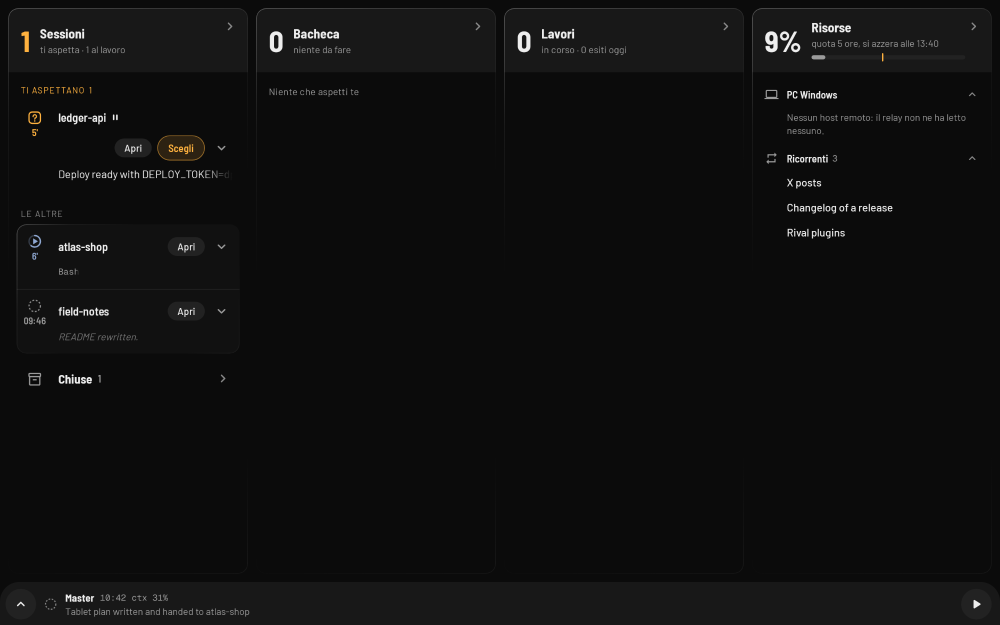 1 Sessioni
ti aspetta · 1 al lavoro
TI ASPETTANO 1
ledger-api
5'
Apri Scegli
Deploy ready with DEPLOY_TOKEN=
LE ALTRE
atlas-shop Apri
6'
Bash
field-notes Apri
09:46
README rewritten.
Chiuse 1
0 Bacheca
niente da fare
Niente che aspetti te
0 Lavori
in corso · 0 esiti oggi
9% Risorse
quota 5 ore, si azzera alle 13:40
PC Windows
Nessun host remoto: il relay non ne ha letto
nessuno.
Ricorrenti 3
X posts
Changelog of a release
Rival plugins
Master 10:42 ctx 31%
Tablet plan written and handed to atlas-shop